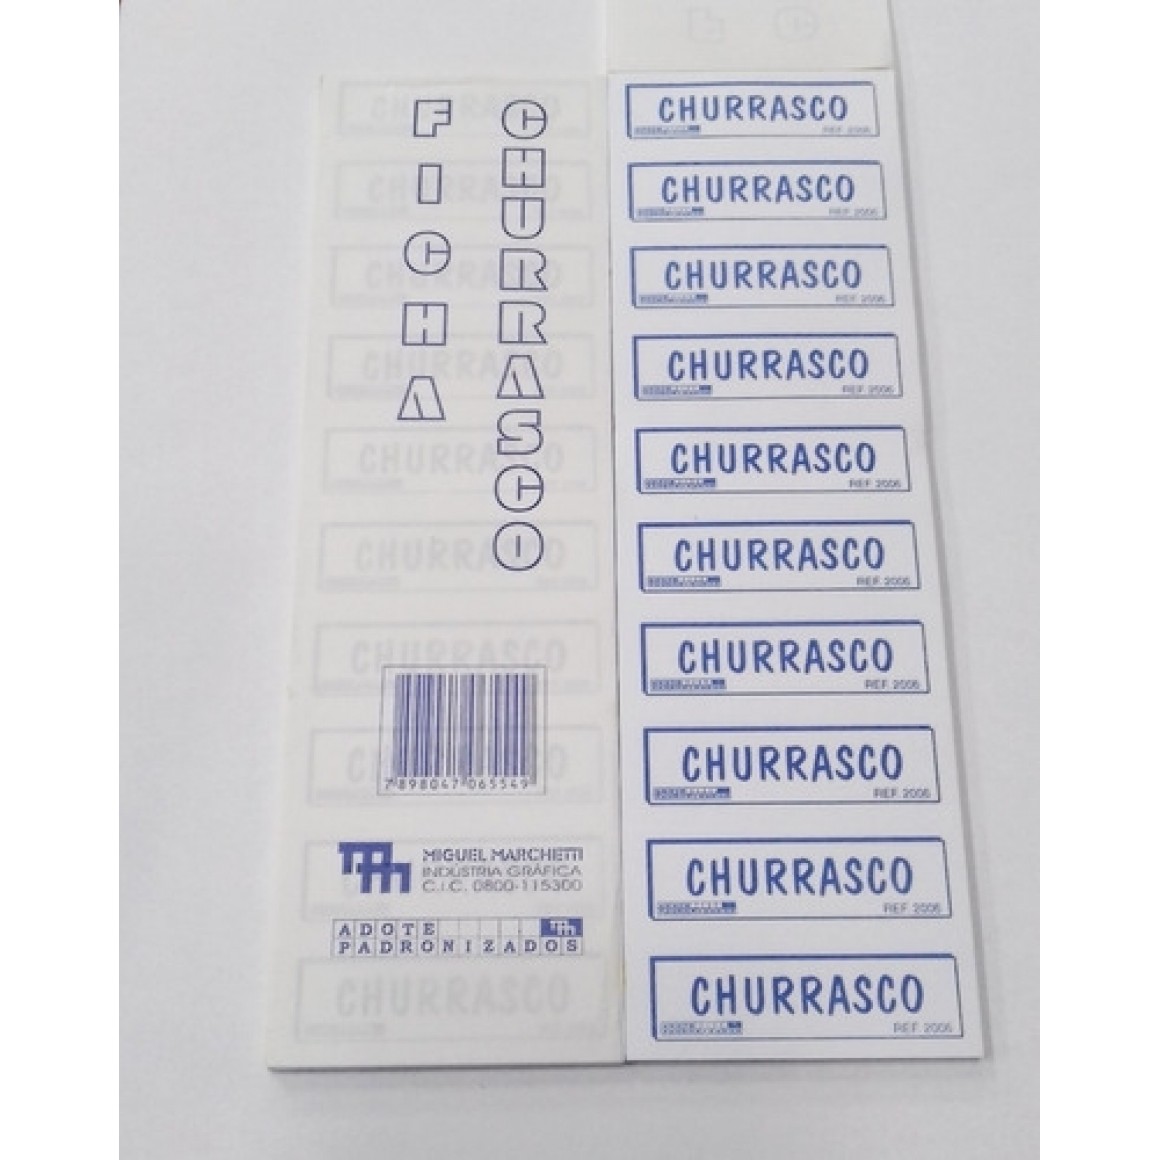 FICHA
CHURRASCO
7898047065549
MIGUEL MARCHETTI
INDÚSTRIA GRÁFICA
C.I.C. 0800-115300
ADOTE
PADRONIZADOS
CHURRASCO
REF. 2006
CHURRASCO
REF. 2006
CHURRASCO
REF. 2006
CHURRASCO
REF. 2006
CHURRASCO
REF. 2006
CHURRASCO
REF. 2006
CHURRASCO
REF. 2006
CHURRASCO
REF. 2006
CHURRASCO
REF. 2006
CHURRASCO
REF. 2006